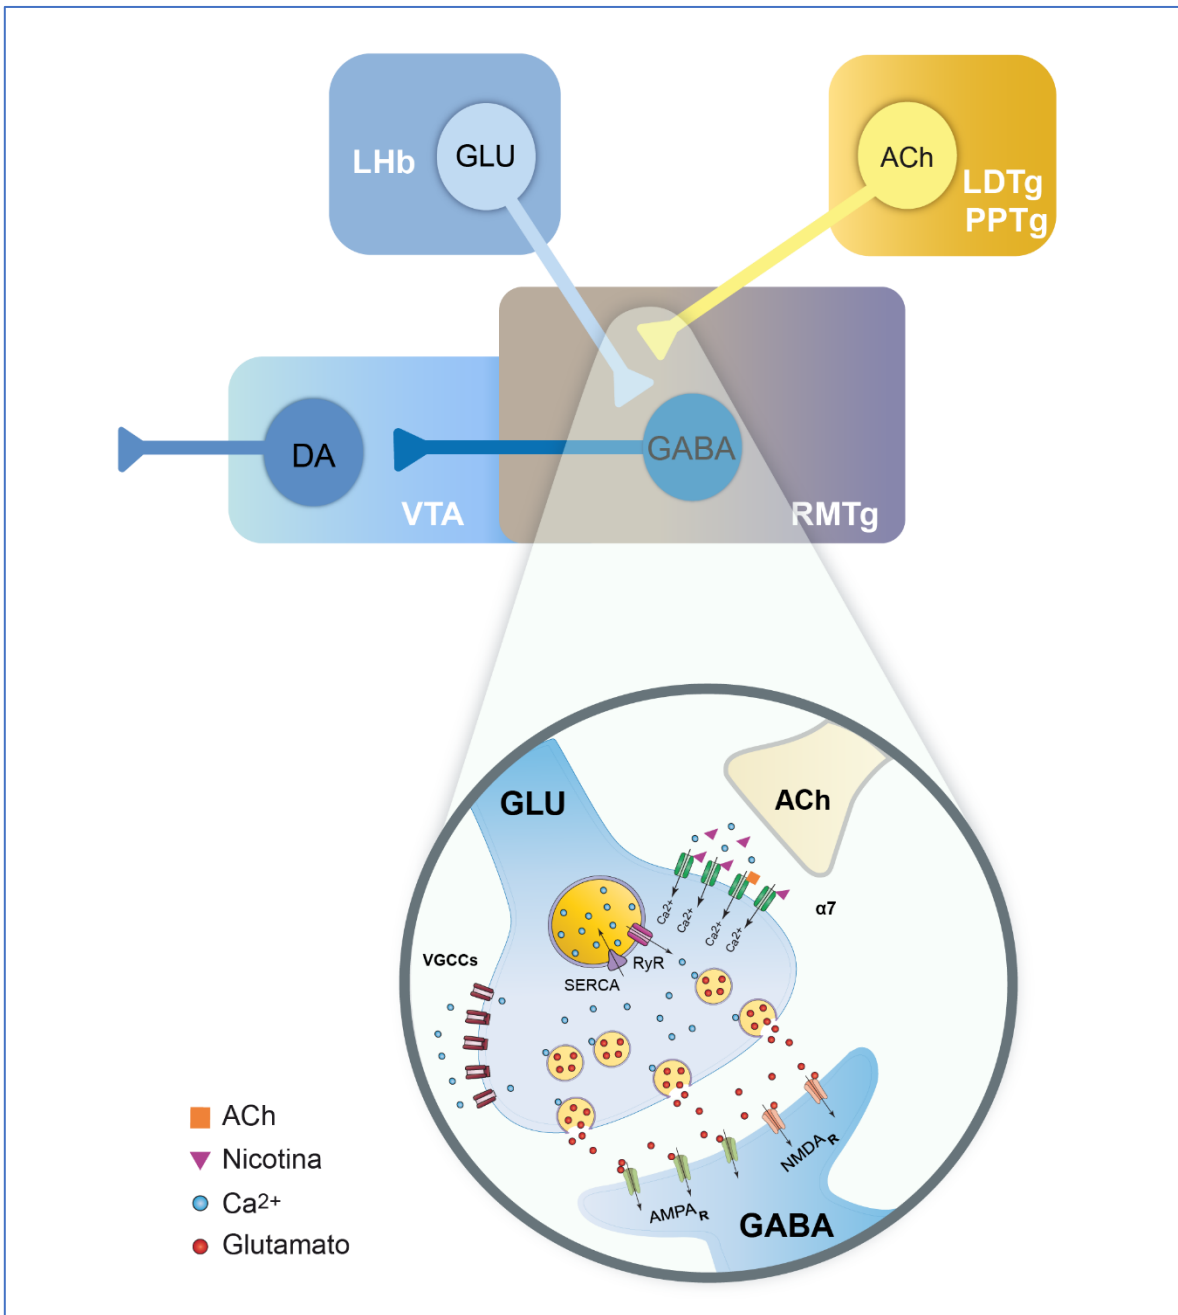 LHb
GLU
ACh
LDTg
PPTg
DA
VTA
GABA
RMTg
GLU
ACh
α7
Ca2+
Ca2+
Ca2+
Ca2+
RyR
SERCA
VGCCs
NMDAR
AMPAR
GABA
ACh
Nicotina
Ca2+
Glutamato